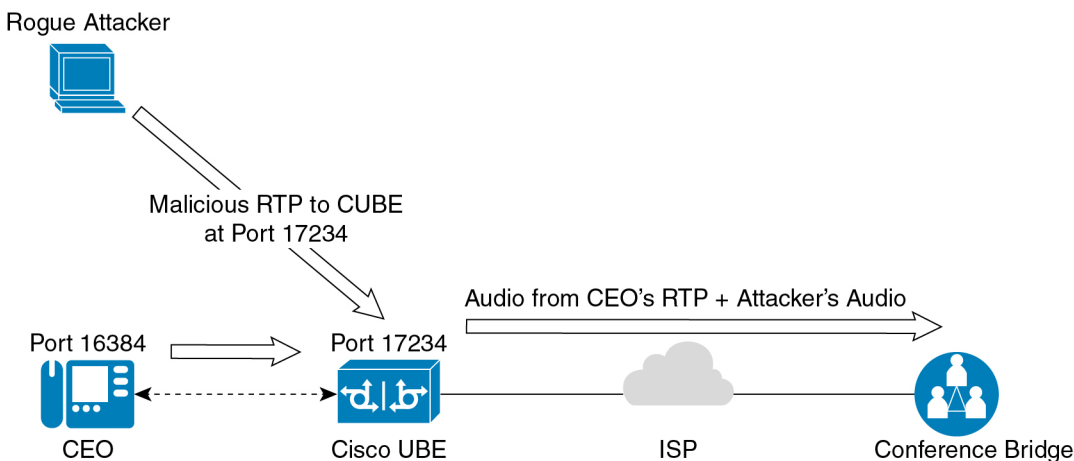 Rogue Attacker
Malicious RTP to CUBE
at Port 17234
Audio from CEO's RTP + Attacker's Audio
Port 16384
Port 17234
CEO
Cisco UBE
ISP
Conference Bridge